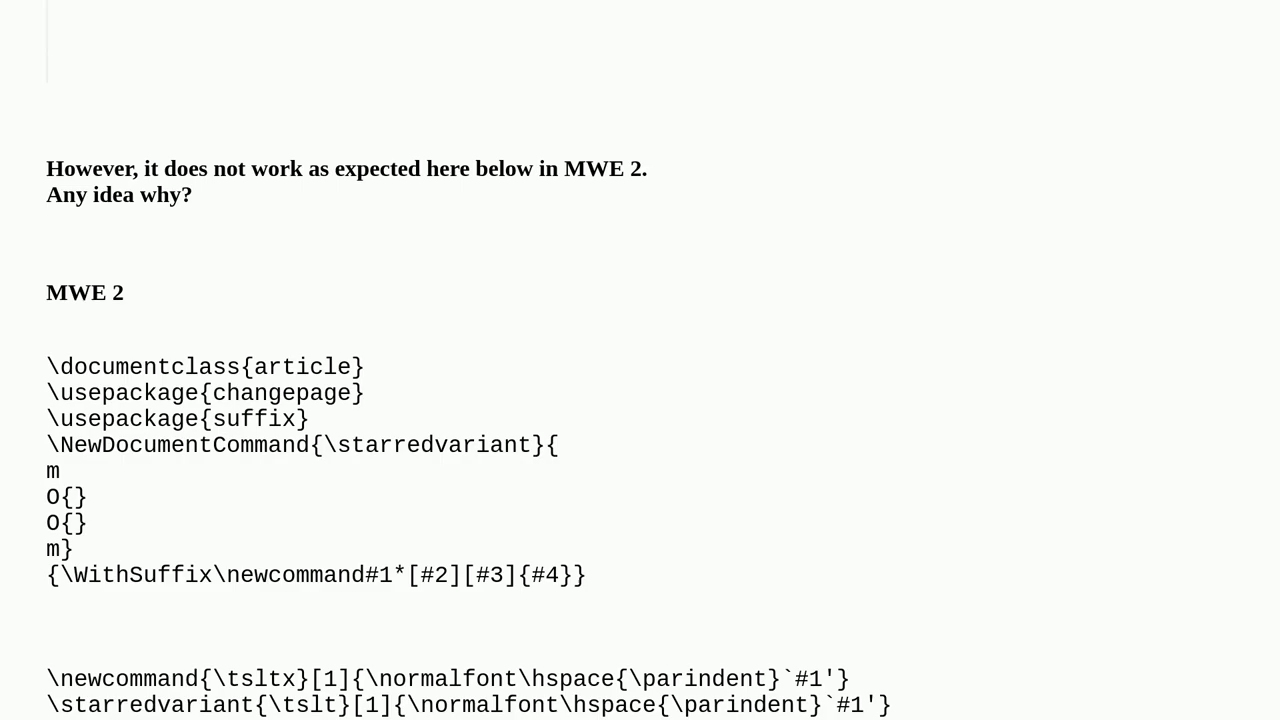 However, it does not work as expected here below in MWE 2.
Any idea why?
MWE 2
\documentclass{article}
\usepackage{changepage}
\usepackage{suffix}
\NewDocumentCommand{\starredvariant}{
m
O{}
O{}
m}
{\WithSuffix\newcommand#1*[#2][#3]{#4}}
\newcommand{\tsltx}[1]{\normalfont\hspace{\parindent}`#1'}
\starredvariant{\tslt}[1]{\normalfont\hspace{\parindent}`#1'}